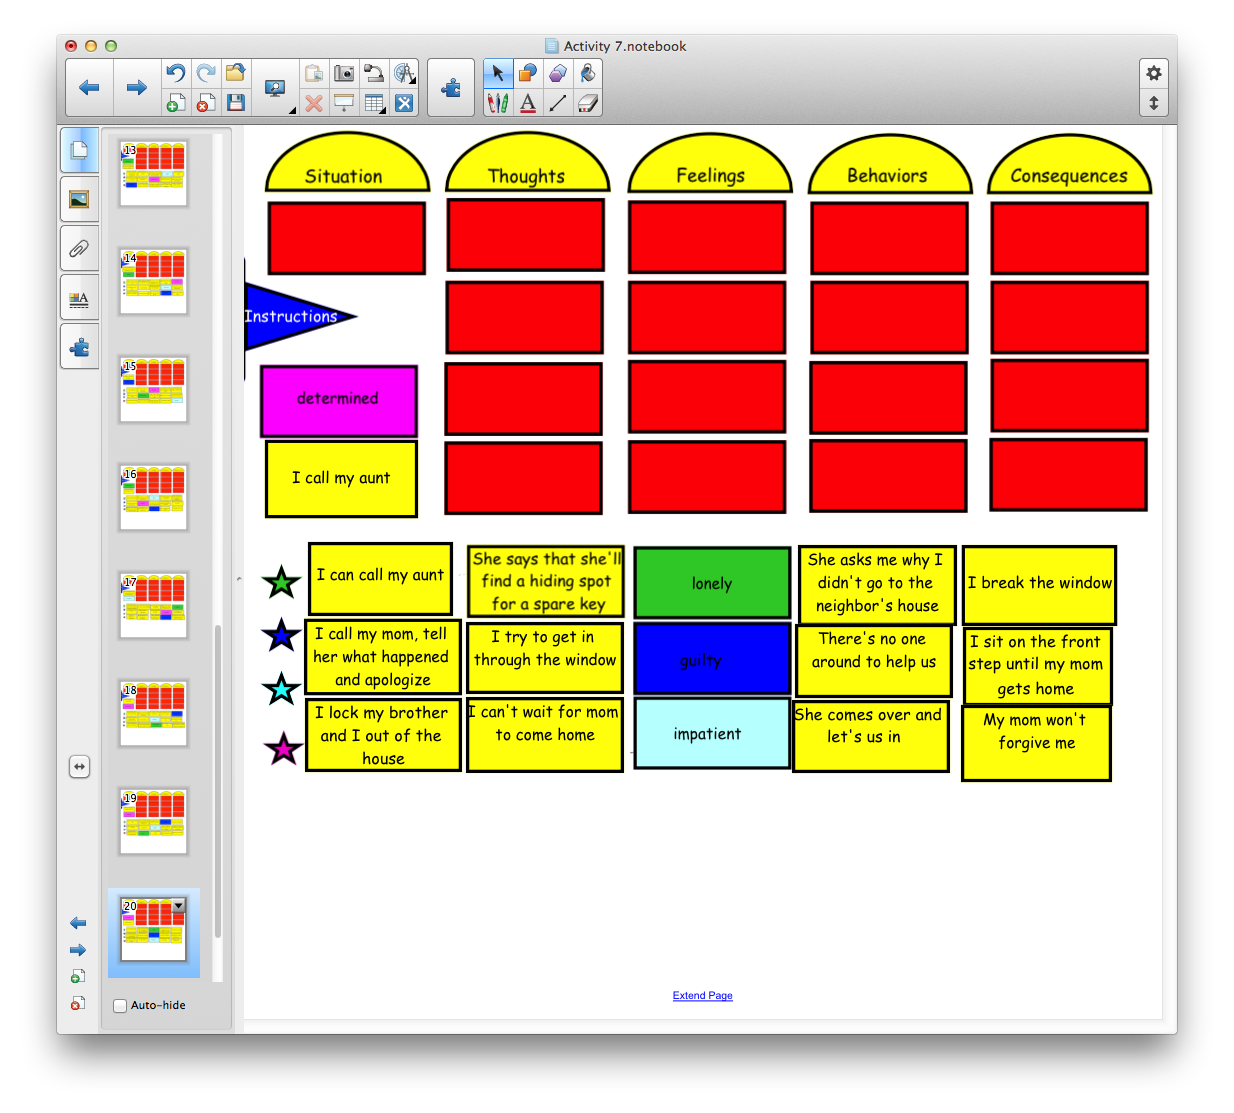 Activity 7.notebook
13
14
15
16
17
18
19
20
Auto-hide
Situation
Thoughts
Feelings
Behaviors
Consequences
Instructions
determined
I call my aunt
I can call my aunt
She says that she'll
find a hiding spot
for a spare key
lonely
She asks me why I
didn't go to the
neighbor's house
I break the window
I call my mom, tell
her what happened
and apologize
I try to get in
through the window
guilty
There's no one
around to help us
I sit on the front
step until my mom
gets home
I lock my brother
and I out of the
house
I can't wait for mom
to come home
impatient
She comes over and
let's us in
My mom won't
forgive me
Extend Page